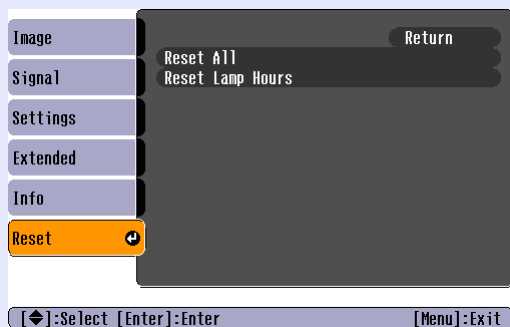 Image
Signal
Settings
Extended
Info
Reset
Return
Reset All
Reset Lamp Hours
[◆]:Select [Enter]:Enter [Menu]:Exit